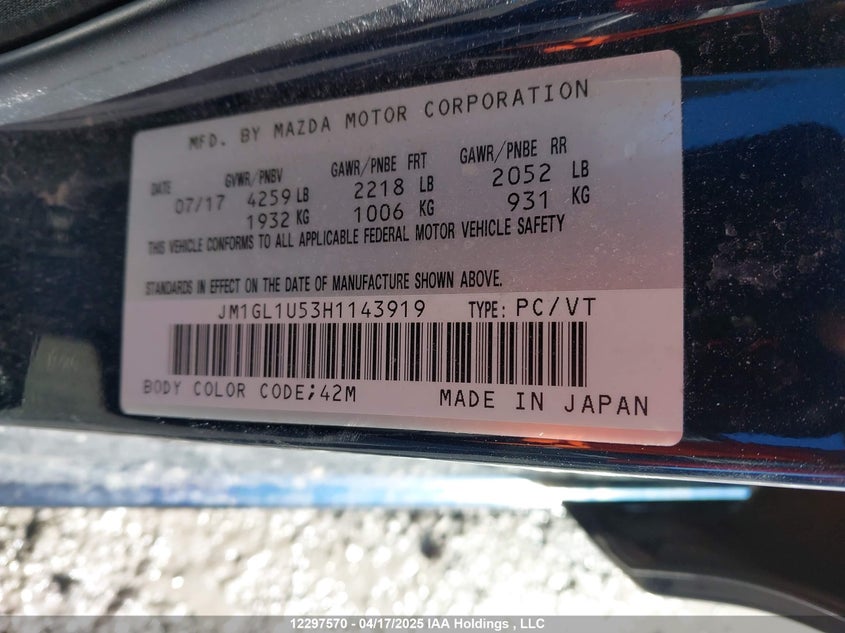 MFD. BY MAZDA MOTOR CORPORATION
DATE GVWR/PNBV GAWR/PNBE FRT GAWR/PNBE RR
07/17 4259 LB 2218 LB 2052 LB
1932 KG 1006 KG 931 KG
THIS VEHICLE CONFORMS TO ALL APPLICABLE FEDERAL MOTOR VEHICLE SAFETY
STANDARDS IN EFFECT ON THE DATE OF MANUFACTURE SHOWN ABOVE.
JM1GL1U53H1143919 TYPE: PC/VT
BODY COLOR CODE;42M MADE IN JAPAN
12297570 - 04/17/2025 IAA Holdings , LLC